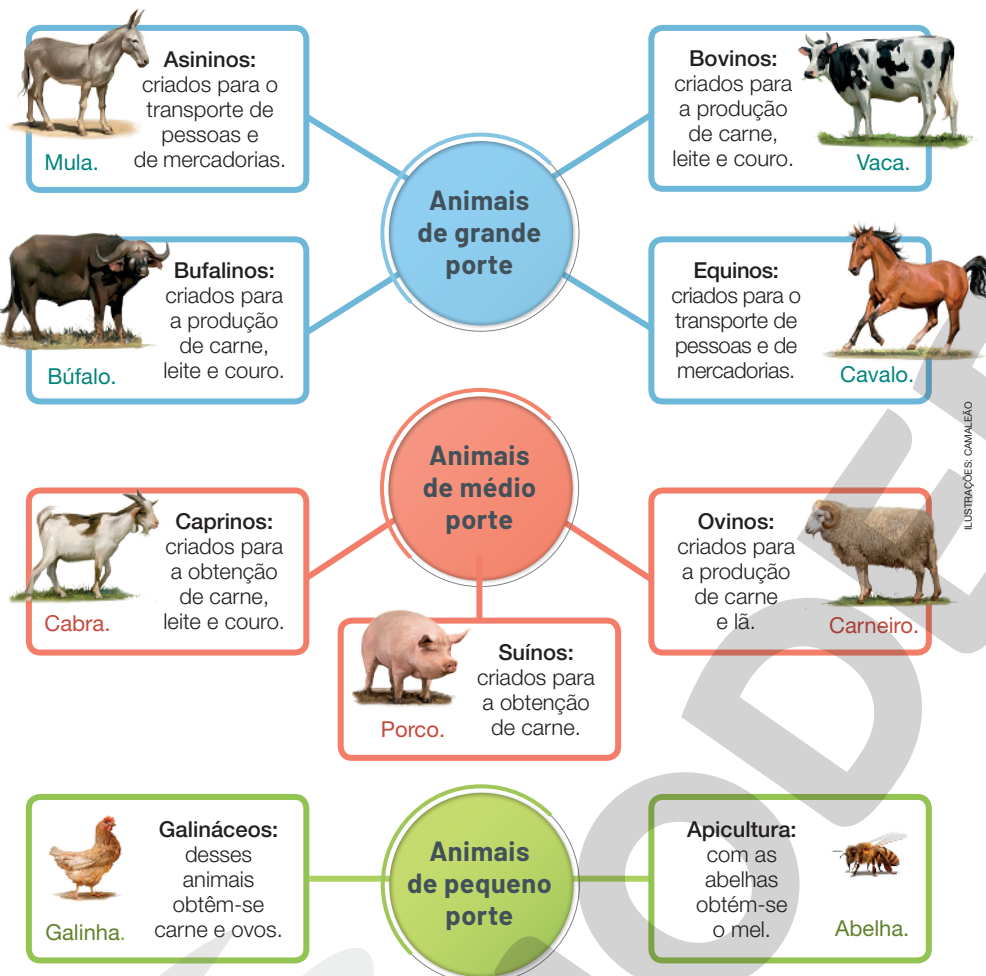 Asininos:
criados para o
transporte de
pessoas e
de mercadorias.
Mula.
Bovinos:
criados para
a produção
de carne,
leite e couro.
Vaca.
Animais
de grande
porte
Bufalinos:
criados para
a produção
de carne,
leite e couro.
Búfalo.
Equinos:
criados para o
transporte de
pessoas e de
mercadorias.
Cavalo.
ILUSTRAÇÕES: CAMALEÃO
Animais
de médio
porte
Caprinos:
criados para
a obtenção
de carne,
leite e couro.
Cabra.
Ovinos:
criados para
a produção
de carne
e lã.
Carneiro.
Suínos:
criados para
a obtenção
de carne.
Porco.
Animais
de pequeno
porte
Galináceos:
desses
animais
obtêm-se
carne e ovos.
Galinha.
Apicultura:
com as
abelhas
obtém-se
o mel.
Abelha.